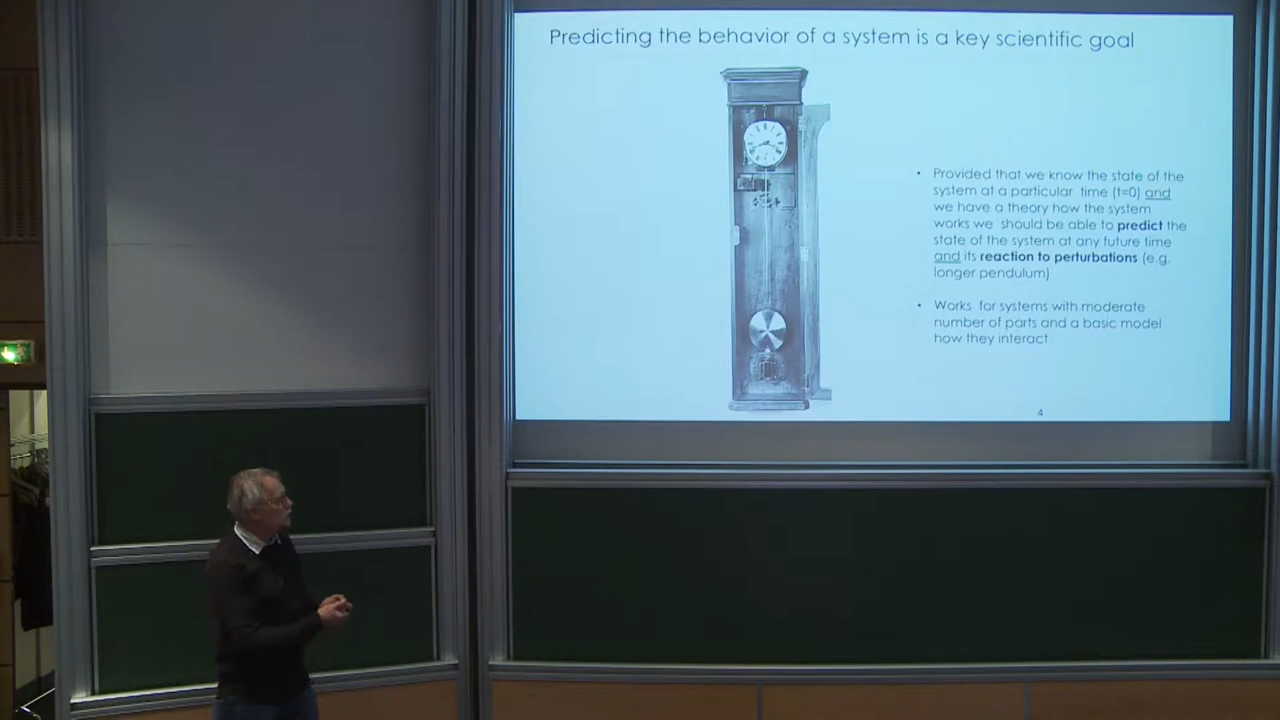 Predicting the behavior of a system is a key scientific goal
• Provided that we know the state of the
system at a particular time (t=0) and
we have a theory how the system
works we should be able to predict the
state of the system at any future time
and its reaction to perturbations (e.g.
longer pendulum)
• Works for systems with moderate
number of parts and a basic model
how they interact
4